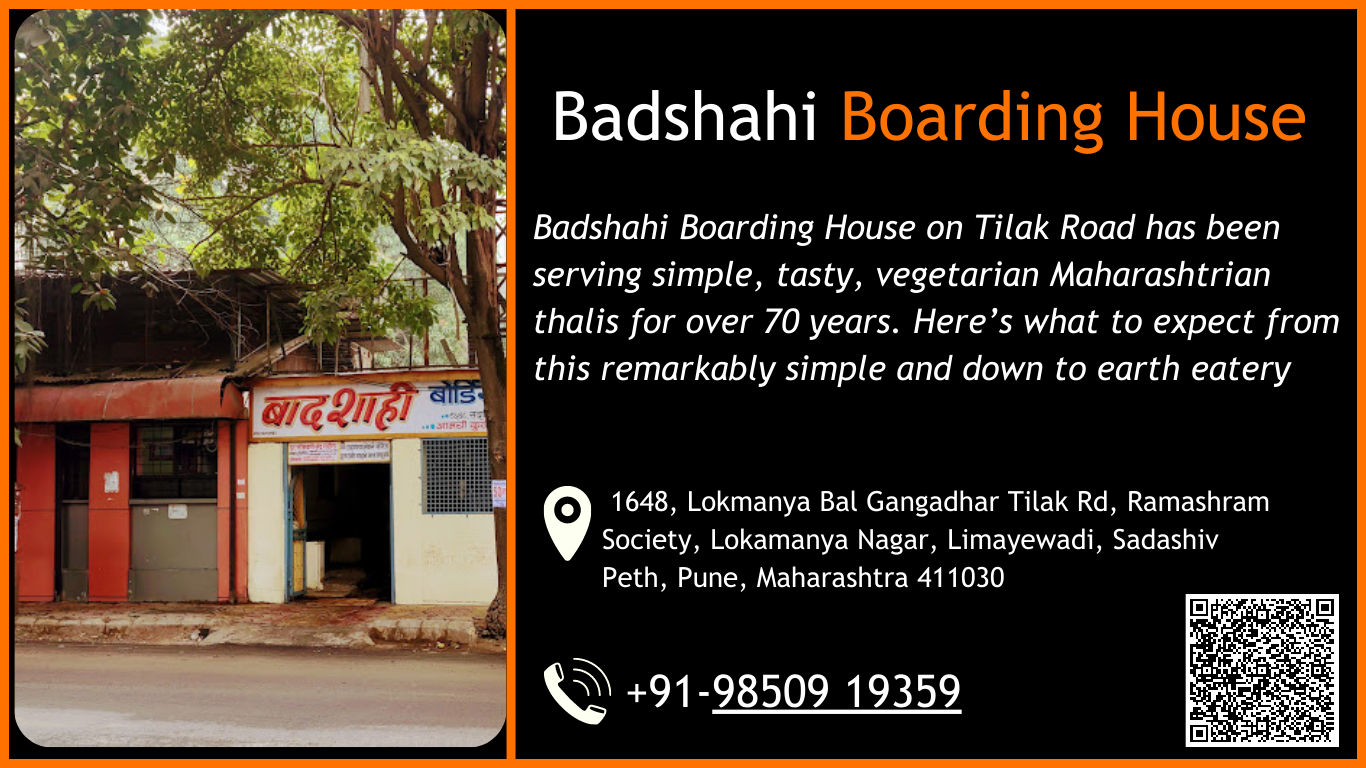 बादशाही बोर्डिं
Badshahi Boarding House
Badshahi Boarding House on Tilak Road has been
serving simple, tasty, vegetarian Maharashtrian
thalis for over 70 years. Here’s what to expect from
this remarkably simple and down to earth eatery
1648, Lokmanya Bal Gangadhar Tilak Rd, Ramashram
Society, Lokamanya Nagar, Limayewadi, Sadashiv
Peth, Pune, Maharashtra 411030
+91-98509 19359